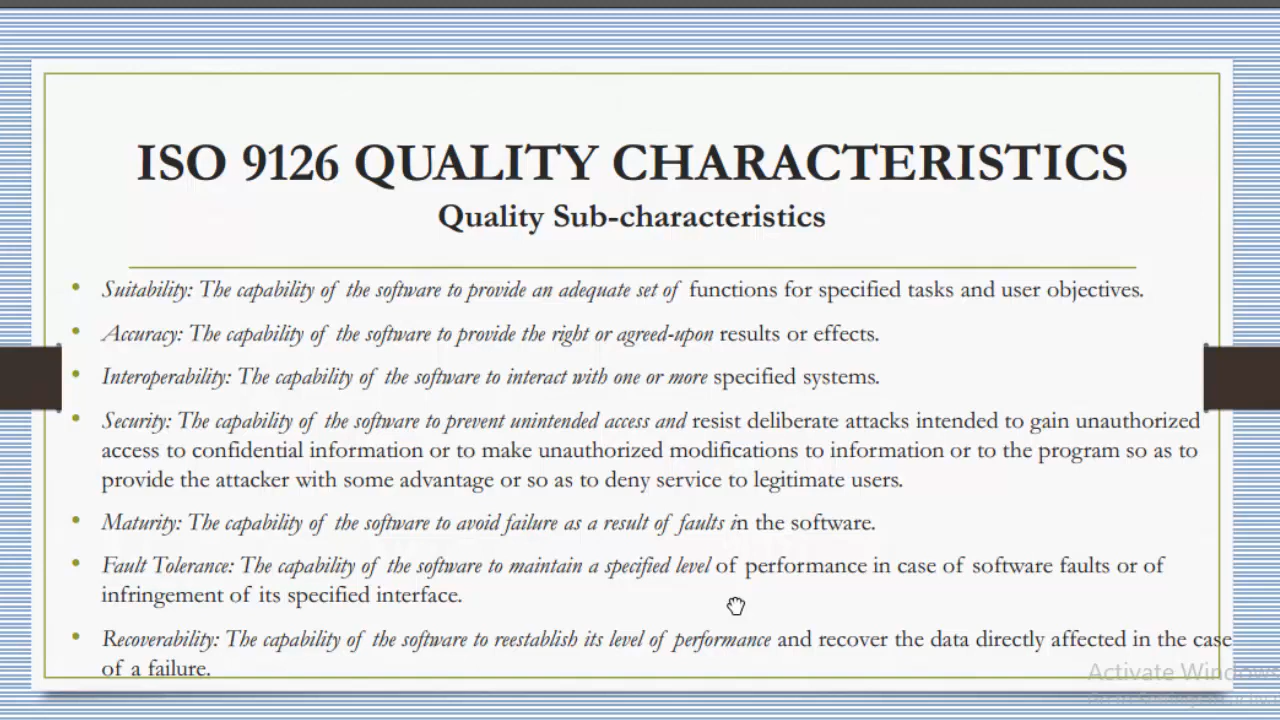 ISO 9126 QUALITY CHARACTERISTICS
Quality Sub-characteristics
• Suitability: The capability of the software to provide an adequate set of functions for specified tasks and user objectives.
• Accuracy: The capability of the software to provide the right or agreed-upon results or effects.
• Interoperability: The capability of the software to interact with one or more specified systems.
• Security: The capability of the software to prevent unintended access and resist deliberate attacks intended to gain unauthorized
access to confidential information or to make unauthorized modifications to information or to the program so as to
provide the attacker with some advantage or so as to deny service to legitimate users.
• Maturity: The capability of the software to avoid failure as a result of faults in the software.
• Fault Tolerance: The capability of the software to maintain a specified level of performance in case of software faults or of
infringement of its specified interface.
• Recoverability: The capability of the software to reestablish its level of performance and recover the data directly affected in the case
of a failure.
Activate Windows